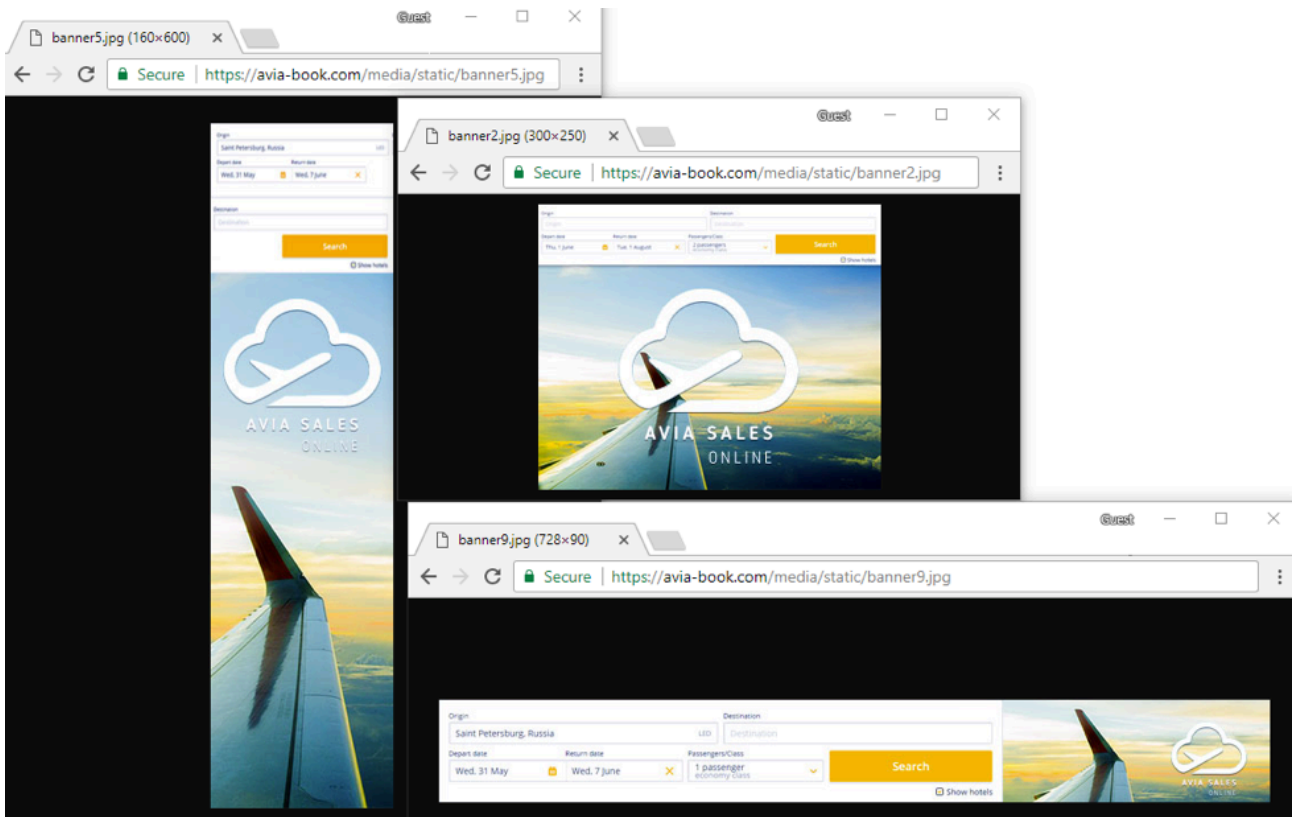 Guest
banner5.jpg (160×600)
Secure | https://avia-book.com/media/static/banner5.jpg
Origin
Saint Petersburg, Russia LED
Depart date Return date
Wed, 31 May Wed, 7 June
Destination
Destination
Search
Show hotels
AVIA SALES
ONLINE
Guest
banner2.jpg (300×250)
Secure | https://avia-book.com/media/static/banner2.jpg
Origin Destination
Origin Destination
Depart date Return date Passengers/Class
Thu, 1 June Tue, 1 August 2 passengers
economy class
Search
Show hotels
AVIA SALES
ONLINE
Guest
banner9.jpg (728×90)
Secure | https://avia-book.com/media/static/banner9.jpg
Origin Destination
Saint Petersburg, Russia LED Destination
Depart date Return date Passengers/Class
Wed, 31 May Wed, 7 June 1 passenger
economy class
Search
Show hotels
AVIA SALES
ONLINE